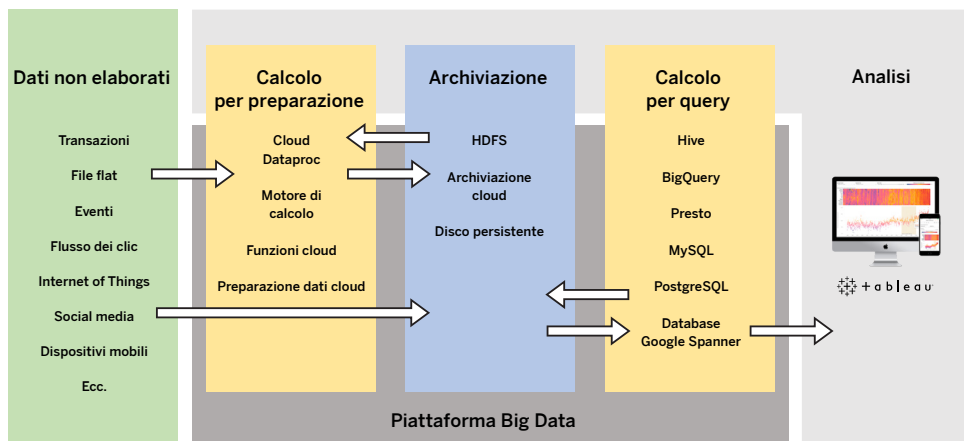 Dati non elaborati
Transazioni
File flat
Eventi
Flusso dei clic
Internet of Things
Social media
Dispositivi mobili
Ecc.
Calcolo
per preparazione
Cloud
Dataproc
Motore di
calcolo
Funzioni cloud
Preparazione dati cloud
Archiviazione
HDFS
Archiviazione
cloud
Disco persistente
Calcolo
per query
Hive
BigQuery
Presto
MySQL
PostgreSQL
Database
Google Spanner
Analisi
+ableau
Piattaforma Big Data